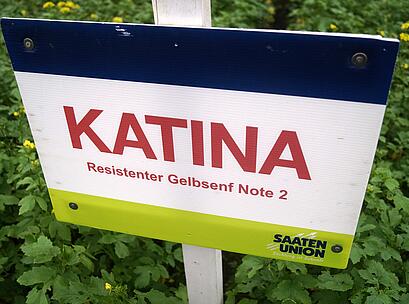 KATINA
Resistenter Gelbsenf Note 2
SAATEN
UNION